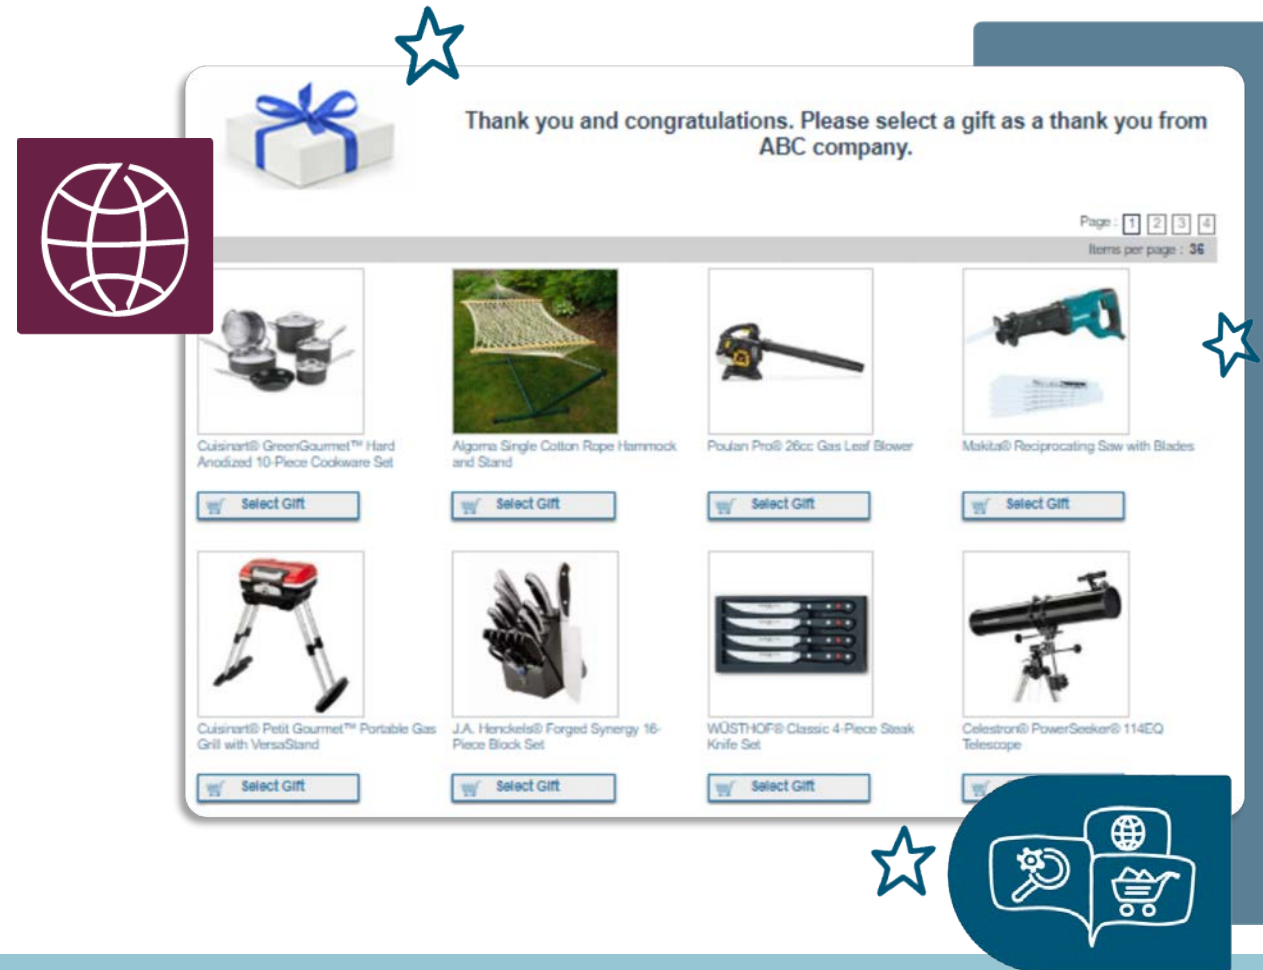 Thank you and congratulations. Please select a gift as a thank you from
ABC company.
Page : 1 2 3 4
Items per page : 36
Cuisinart® GreenGourmet™ Hard
Anodized 10-Piece Cookware Set
Algoma Single Cotton Rope Hammock
and Stand
Poulan Pro® 26cc Gas Leaf Blower
Makita® Reciprocating Saw with Blades
Select Gift
Select Gift
Select Gift
Select Gift
Cuisinart® Petit Gourmet™ Portable Gas
Grill with VersaStand
J.A. Henckels® Forged Synergy 16-
Piece Block Set
WÜSTHOF® Classic 4-Piece Steak
Knife Set
Celestron® PowerSeeker® 114EQ
Telescope
Select Gift
Select Gift
Select Gift